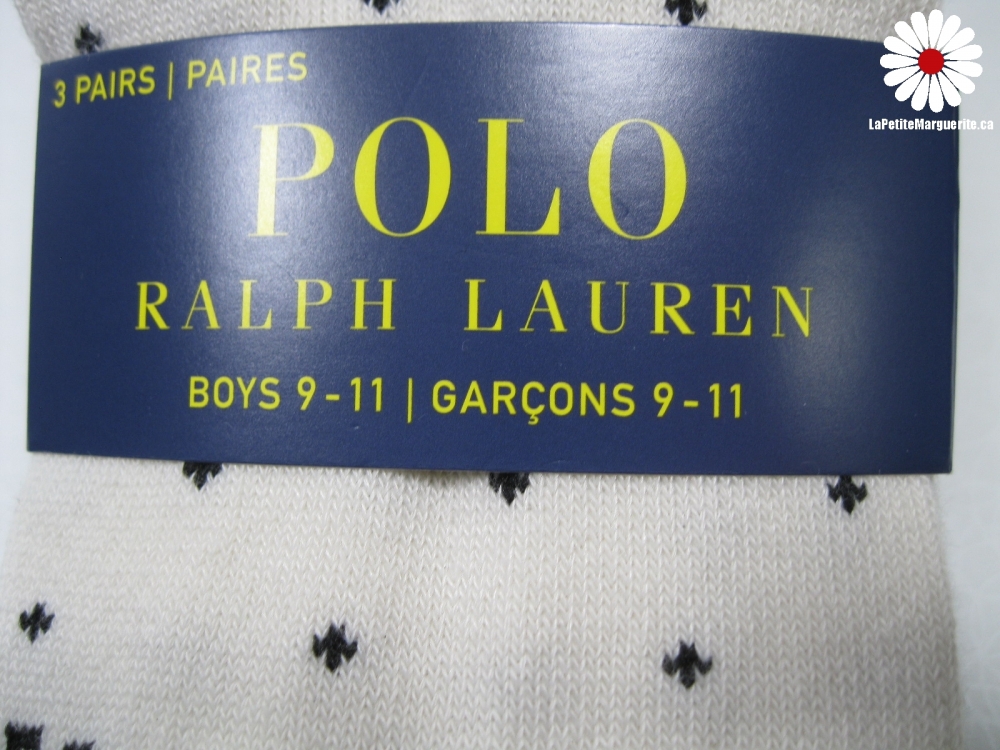 3 PAIRS | PAIRES
LaPetiteMarguerite.ca
POLO
RALPH LAUREN
BOYS 9-11 | GARÇONS 9-11